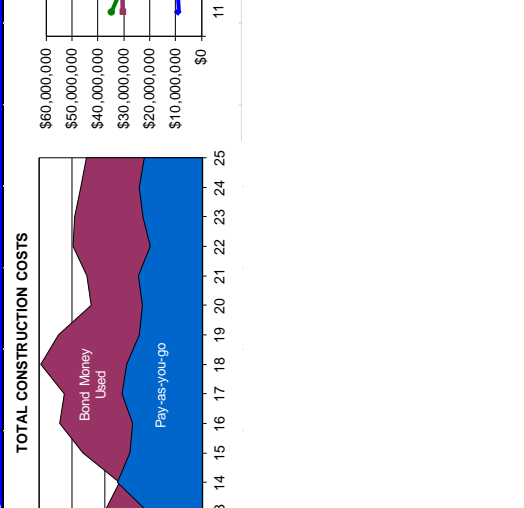 TOTAL CONSTRUCTION COSTS
Bond Money
Used
Pay-as-you-go
14 15 16 17 18 19 20 21 22 23 24 25
$60,000,000
$50,000,000
$40,000,000
$30,000,000
$20,000,000
$10,000,000
$0
11